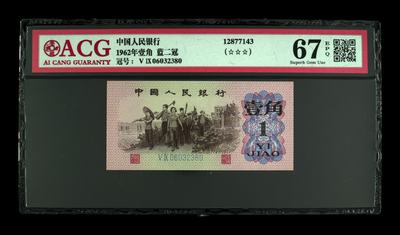 ACG
AI CANG GUARANTY
中国人民银行
1962年壹角 蓝二冠
冠号: V IX 06032380
12877143
(☆☆☆)
67 EPQ
Superb Gem Unc
中国人民银行
壹角
1
YI
JIAO
V IX 06032380